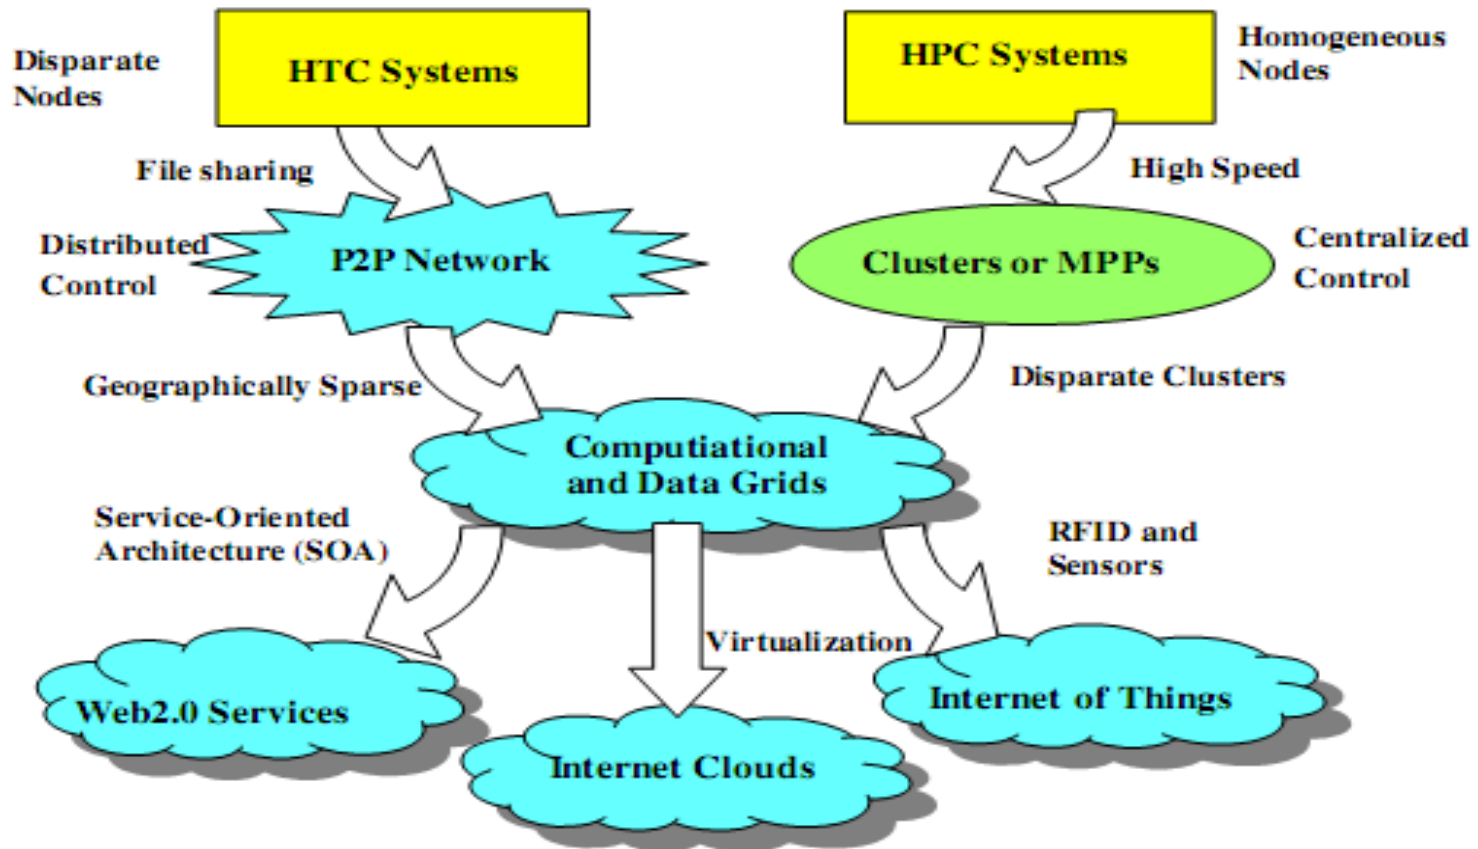 Disparate
Nodes
HTC Systems
HPC Systems
Homogeneous
Nodes
File sharing
High Speed
Distributed
Control
P2P Network
Clusters or MPPs
Centralized
Control
Geographically Sparse
Disparate Clusters
Computiational
and Data Grids
Service-Oriented
Architecture (SOA)
RFID and
Sensors
Virtualization
Web2.0 Services
Internet Clouds
Internet of Things